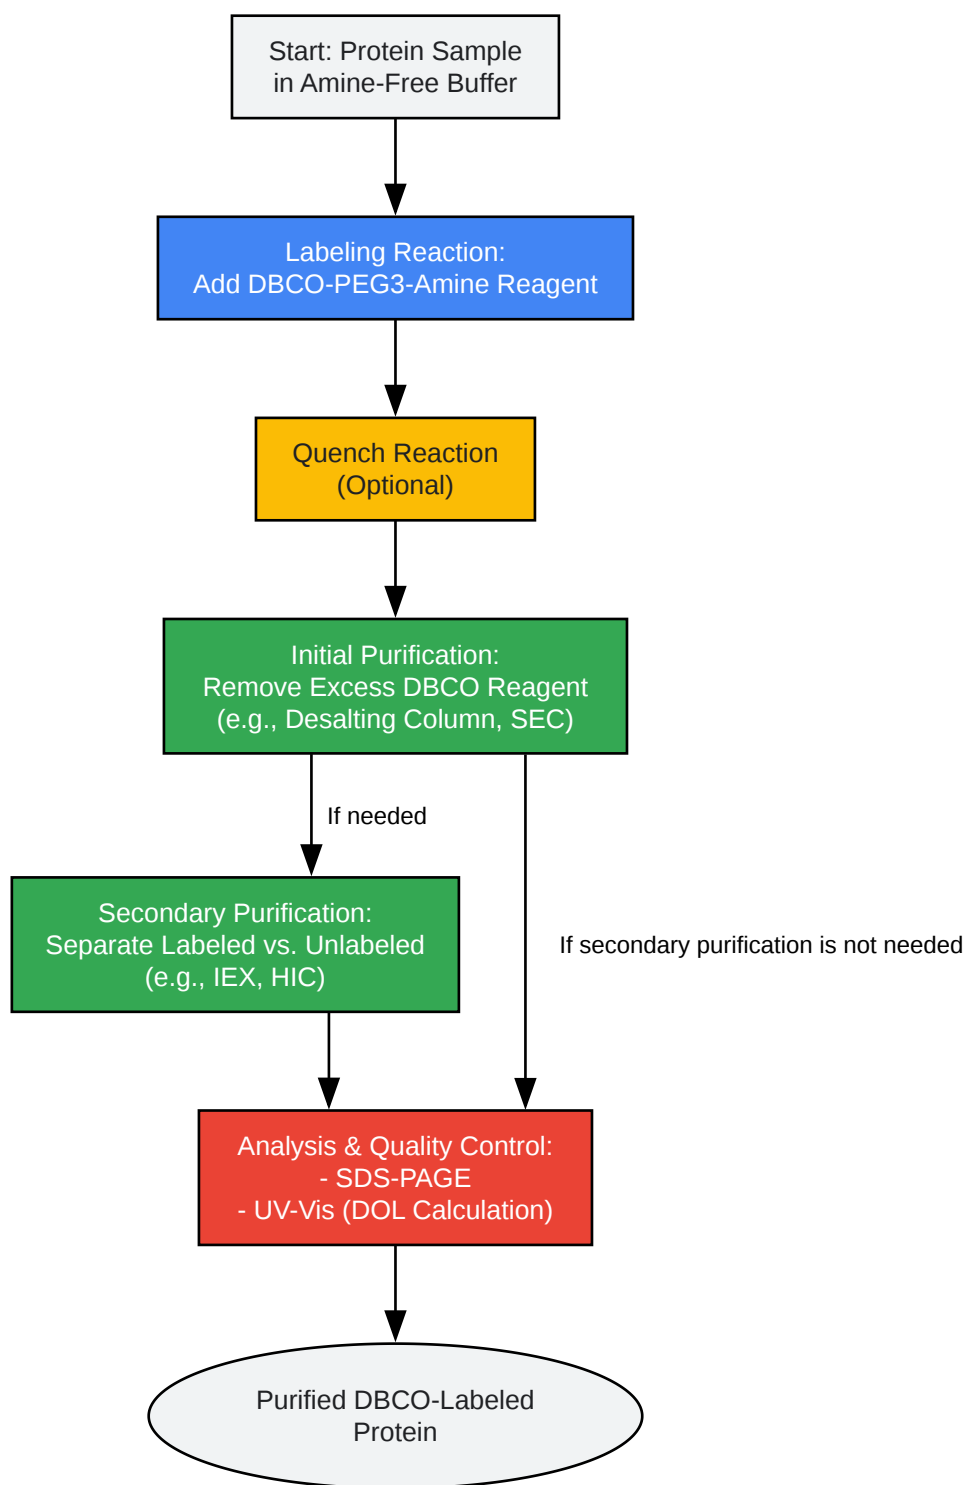 Start: Protein Sample
in Amine-Free Buffer
Labeling Reaction:
Add DBCO-PEG3-Amine Reagent
Quench Reaction
(Optional)
Initial Purification:
Remove Excess DBCO Reagent
(e.g., Desalting Column, SEC)
If needed
Secondary Purification:
Separate Labeled vs. Unlabeled
(e.g., IEX, HIC)
If secondary purification is not needed
Analysis & Quality Control:
- SDS-PAGE
- UV-Vis (DOL Calculation)
Purified DBCO-Labeled
Protein